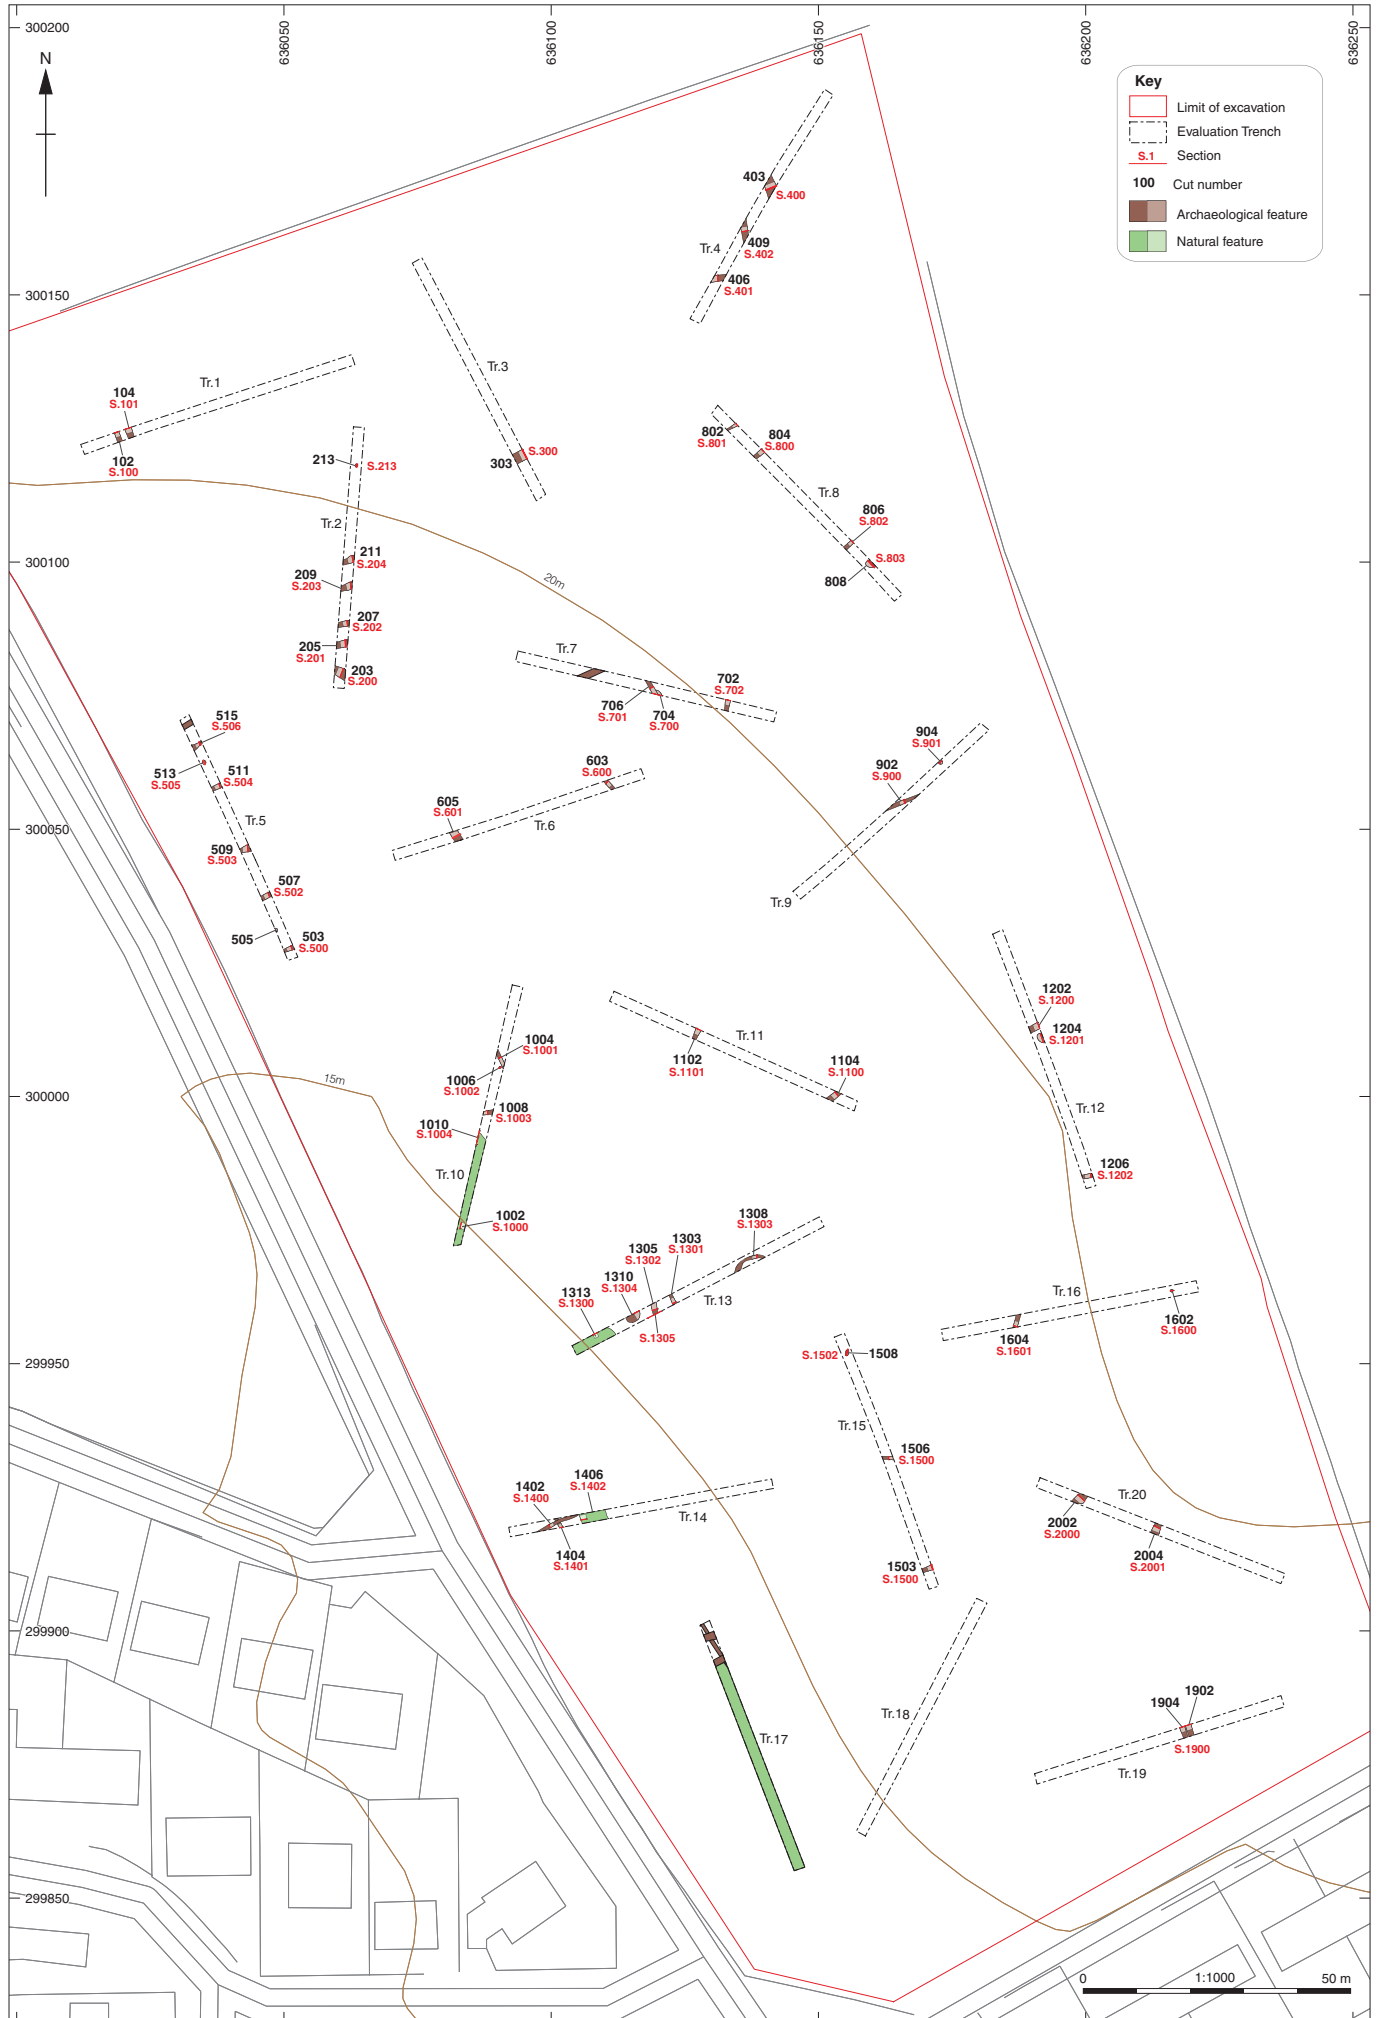 636050
636100
636150
636200
636250
300200
300150
300100
300050
300000
299950
299900
299850
N
Key
Limit of excavation
Evaluation Trench
S.1 Section
100 Cut number
Archaeological feature
Natural feature
403
S.400
Tr.4
409
S.402
406
S.401
Tr.3
S.300
303
Tr.1
104
S.101
102
S.100
213
S.213
Tr.2
211
S.204
209
S.203
207
S.202
205
S.201
203
S.200
802
S.801
804
S.800
Tr.8
806
S.802
S.803
808
20m
Tr.7
702
S.702
706
S.701
704
S.700
515
S.506
513
S.505
511
S.504
Tr.5
509
S.503
507
S.502
505
503
S.500
603
S.600
605
S.601
Tr.6
904
S.901
902
S.900
Tr.9
1202
S.1200
1204
S.1201
Tr.12
1206
S.1202
Tr.11
1102
S.1101
1104
S.1100
1004
S.1001
1006
S.1002
1008
S.1003
1010
S.1004
Tr.10
1002
S.1000
15m
1308
S.1303
1303
S.1301
1305
S.1302
1310
S.1304
1313
S.1300
Tr.13
S.1305
Tr.16
1602
S.1600
1604
S.1601
S.1502
1508
Tr.15
1506
S.1500
1503
S.1500
1406
S.1402
1402
S.1400
Tr.14
1404
S.1401
Tr.20
2002
S.2000
2004
S.2001
Tr.17
Tr.18
1902
1904
S.1900
Tr.19
0 1:1000 50 m